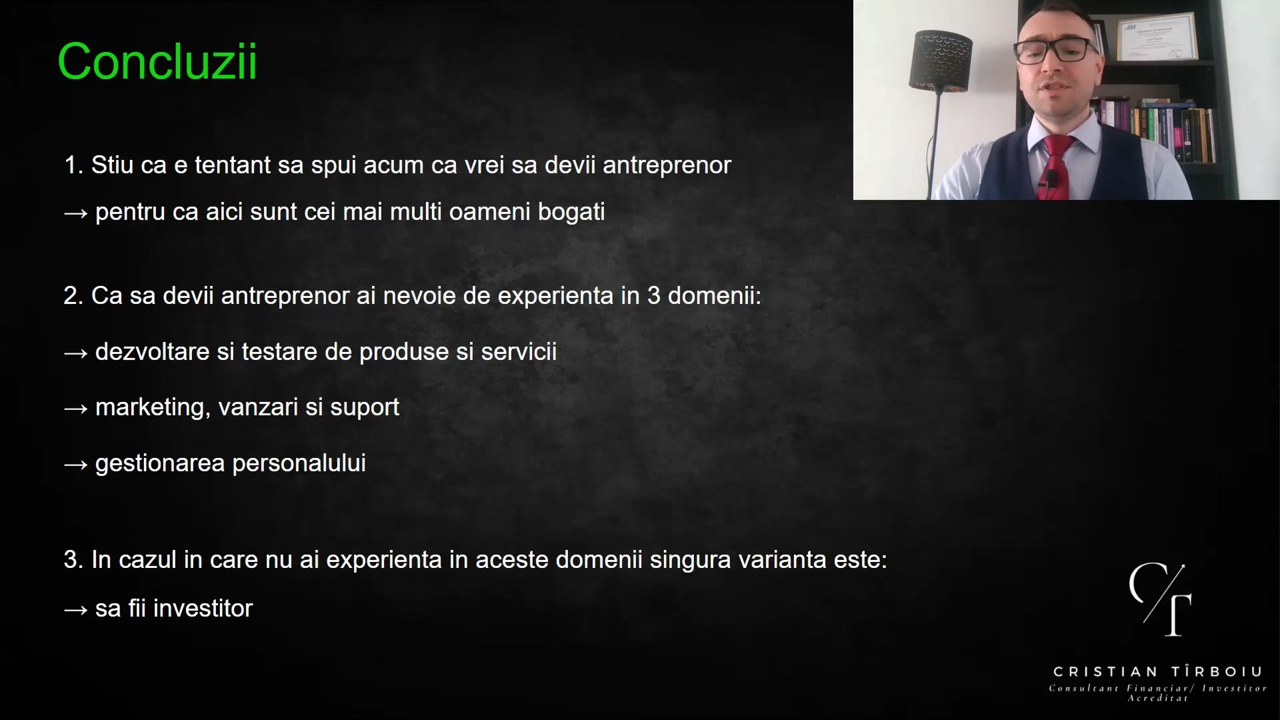 Concluzii
1. Stiu ca e tentant sa spui acum ca vrei sa devii antreprenor
→ pentru ca aici sunt cei mai multi oameni bogati
2. Ca sa devii antreprenor ai nevoie de experienta in 3 domenii:
→ dezvoltare si testare de produse si servicii
→ marketing, vanzari si suport
→ gestionarea personalului
3. In cazul in care nu ai experienta in aceste domenii singura varianta este:
→ sa fii investitor
CT
CRISTIAN TÎRBOIU
Consultant Financiar/ Investitor
Acreditat